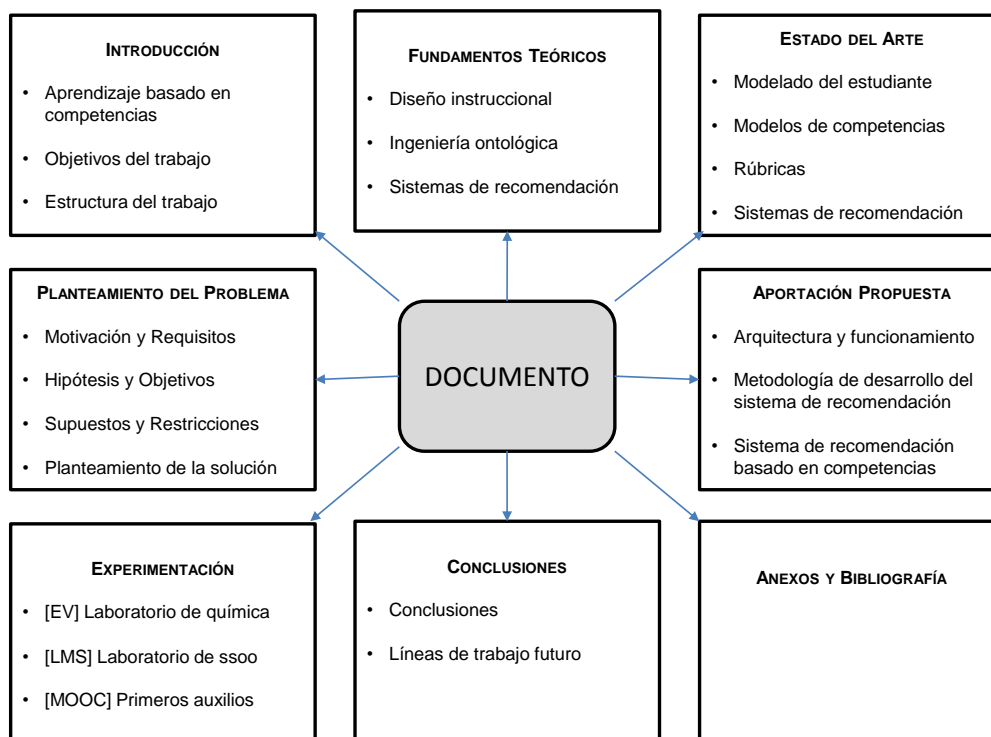 INTRODUCCIÓN
• Aprendizaje basado en
competencias
• Objetivos del trabajo
• Estructura del trabajo
FUNDAMENTOS TEÓRICOS
• Diseño instruccional
• Ingeniería ontológica
• Sistemas de recomendación
ESTADO DEL ARTE
• Modelado del estudiante
• Modelos de competencias
• Rúbricas
• Sistemas de recomendación
PLANTEAMIENTO DEL PROBLEMA
• Motivación y Requisitos
• Hipótesis y Objetivos
• Supuestos y Restricciones
• Planteamiento de la solución
DOCUMENTO
APORTACIÓN PROPUESTA
• Arquitectura y funcionamiento
• Metodología de desarrollo del
sistema de recomendación
• Sistema de recomendación
basado en competencias
EXPERIMENTACIÓN
• [EV] Laboratorio de química
• [LMS] Laboratorio de ssoo
• [MOOC] Primeros auxilios
CONCLUSIONES
• Conclusiones
• Líneas de trabajo futuro
ANEXOS Y BIBLIOGRAFÍA